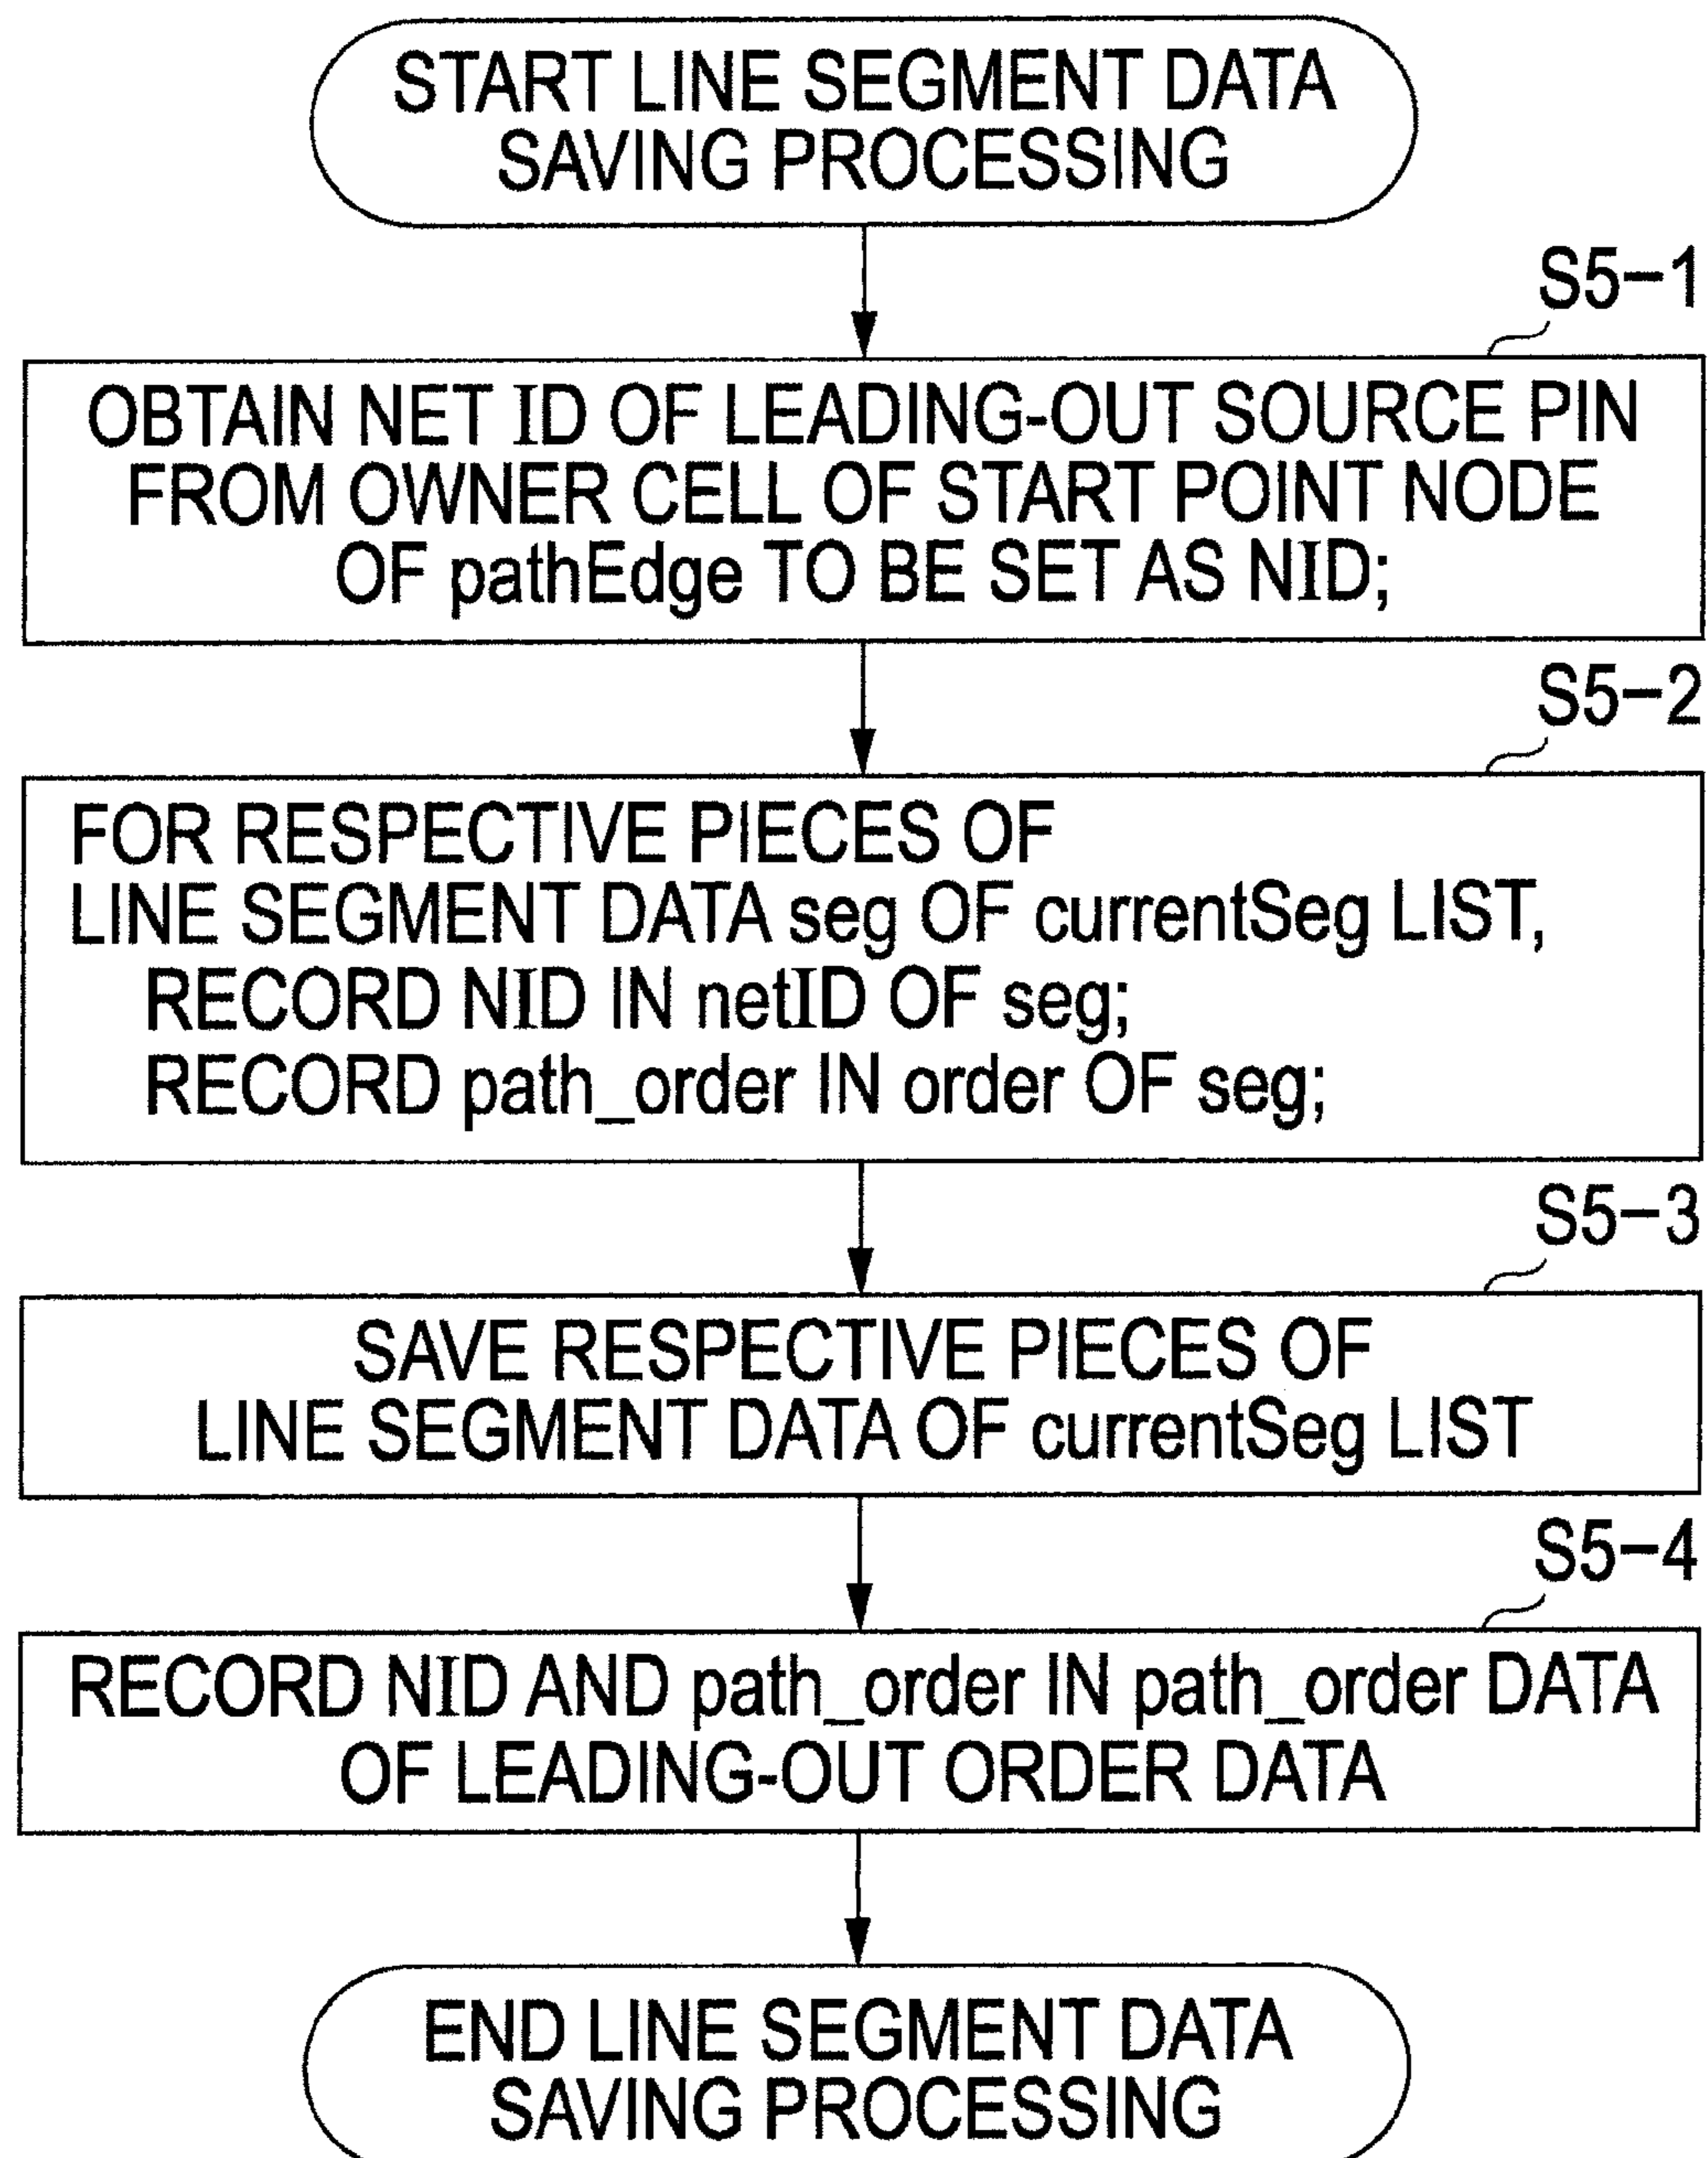 START LINE SEGMENT DATA
SAVING PROCESSING
S5-1
OBTAIN NET ID OF LEADING-OUT SOURCE PIN
FROM OWNER CELL OF START POINT NODE
OF pathEdge TO BE SET AS NID;
S5-2
FOR RESPECTIVE PIECES OF
LINE SEGMENT DATA seg OF currentSeg LIST,
RECORD NID IN netID OF seg;
RECORD path_order IN order OF seg;
S5-3
SAVE RESPECTIVE PIECES OF
LINE SEGMENT DATA OF currentSeg LIST
S5-4
RECORD NID AND path_order IN path_order DATA
OF LEADING-OUT ORDER DATA
END LINE SEGMENT DATA
SAVING PROCESSING